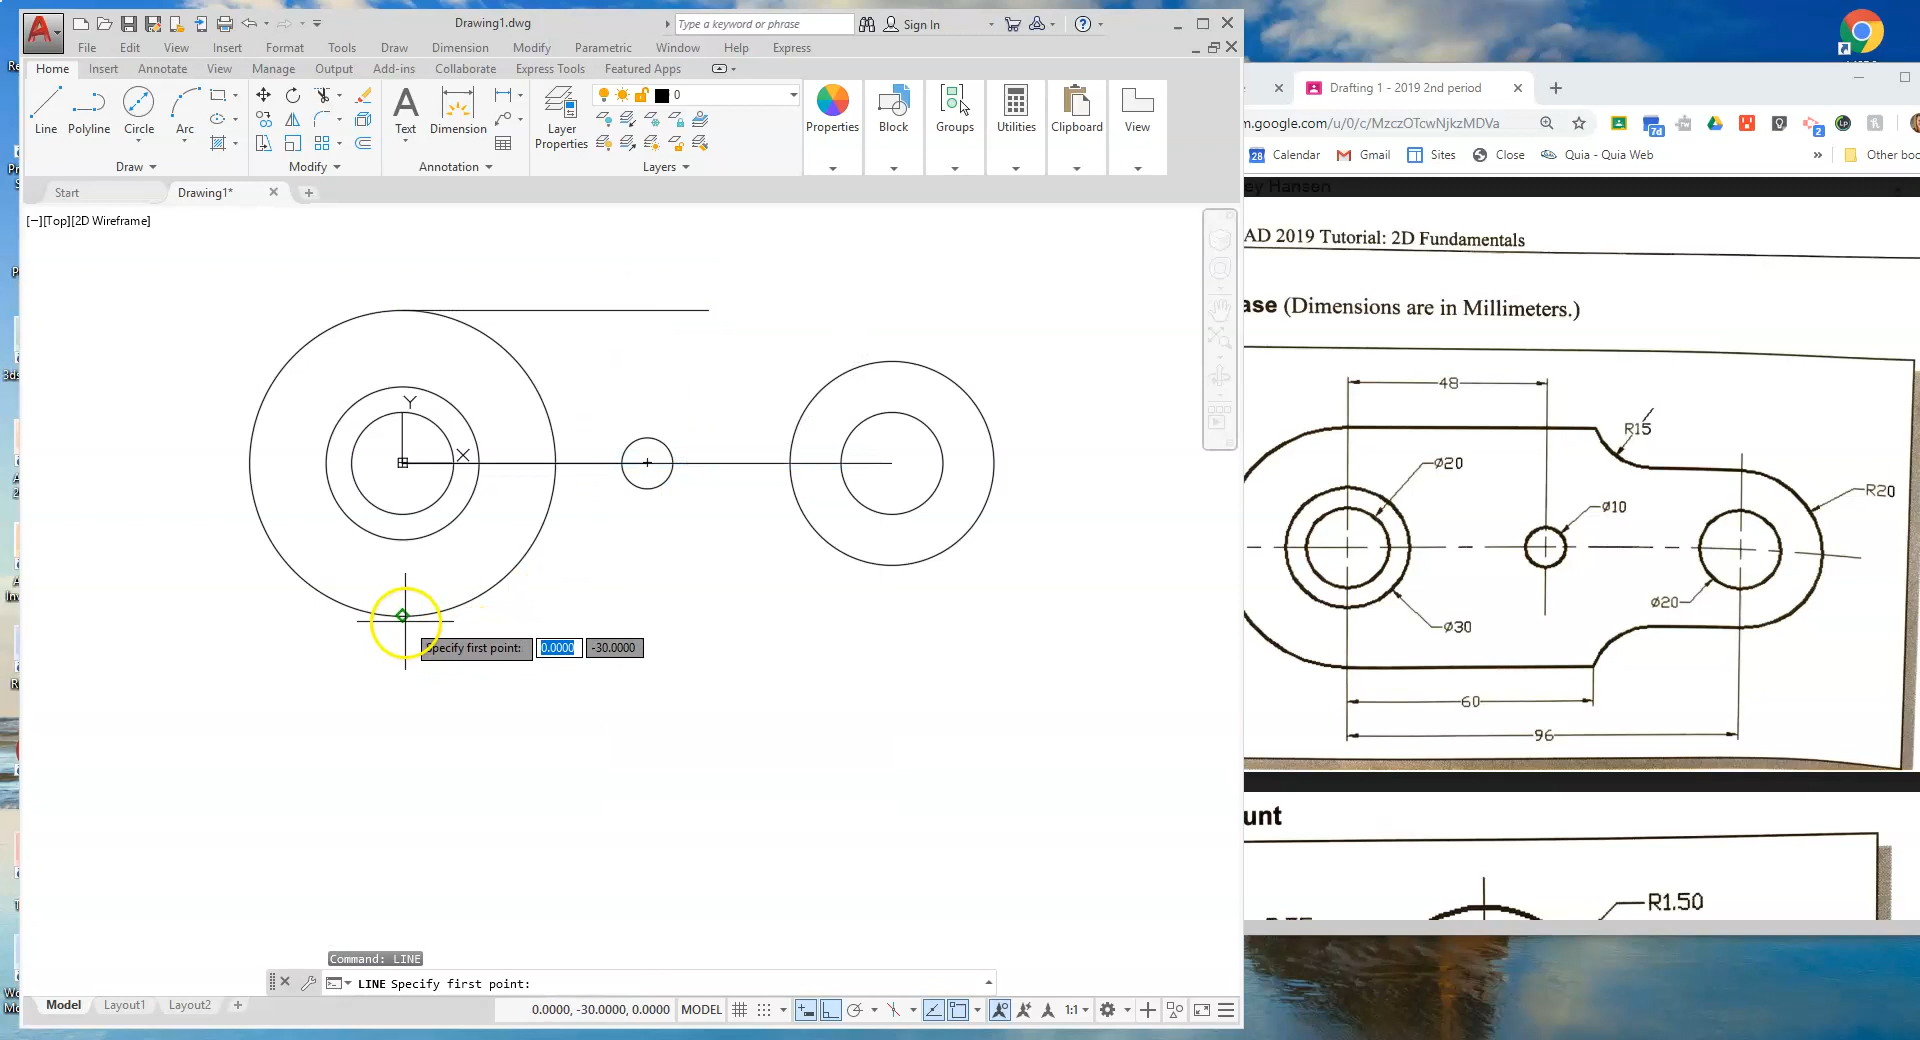 Drawing1.dwg
Type a keyword or phrase
Sign In
File Edit View Insert Format Tools Draw Dimension Modify Parametric Window Help Express
Home Insert Annotate View Manage Output Add-ins Collaborate Express Tools Featured Apps
Line Polyline Circle Arc Text Dimension Layer Properties 0 Properties Block Groups Utilities Clipboard View
Draw Modify Annotation Layers
Start Drawing1*
[−][Top][2D Wireframe]
Y
X
Specify first point: 0.0000 -30.0000
Command: LINE
LINE Specify first point:
Model Layout1 Layout2
0.0000, -30.0000, 0.0000 MODEL 1:1
Drafting 1 - 2019 2nd period
m.google.com/u/0/c/MzczOTcwNjkzMDVa
7d
2
28 Calendar Gmail Sites Close Quia - Quia Web » Other boo
ey Hansen
AD 2019 Tutorial: 2D Fundamentals
ase (Dimensions are in Millimeters.)
48
R15
ø20
R20
ø10
ø20
ø30
60
96
unt
R1.50